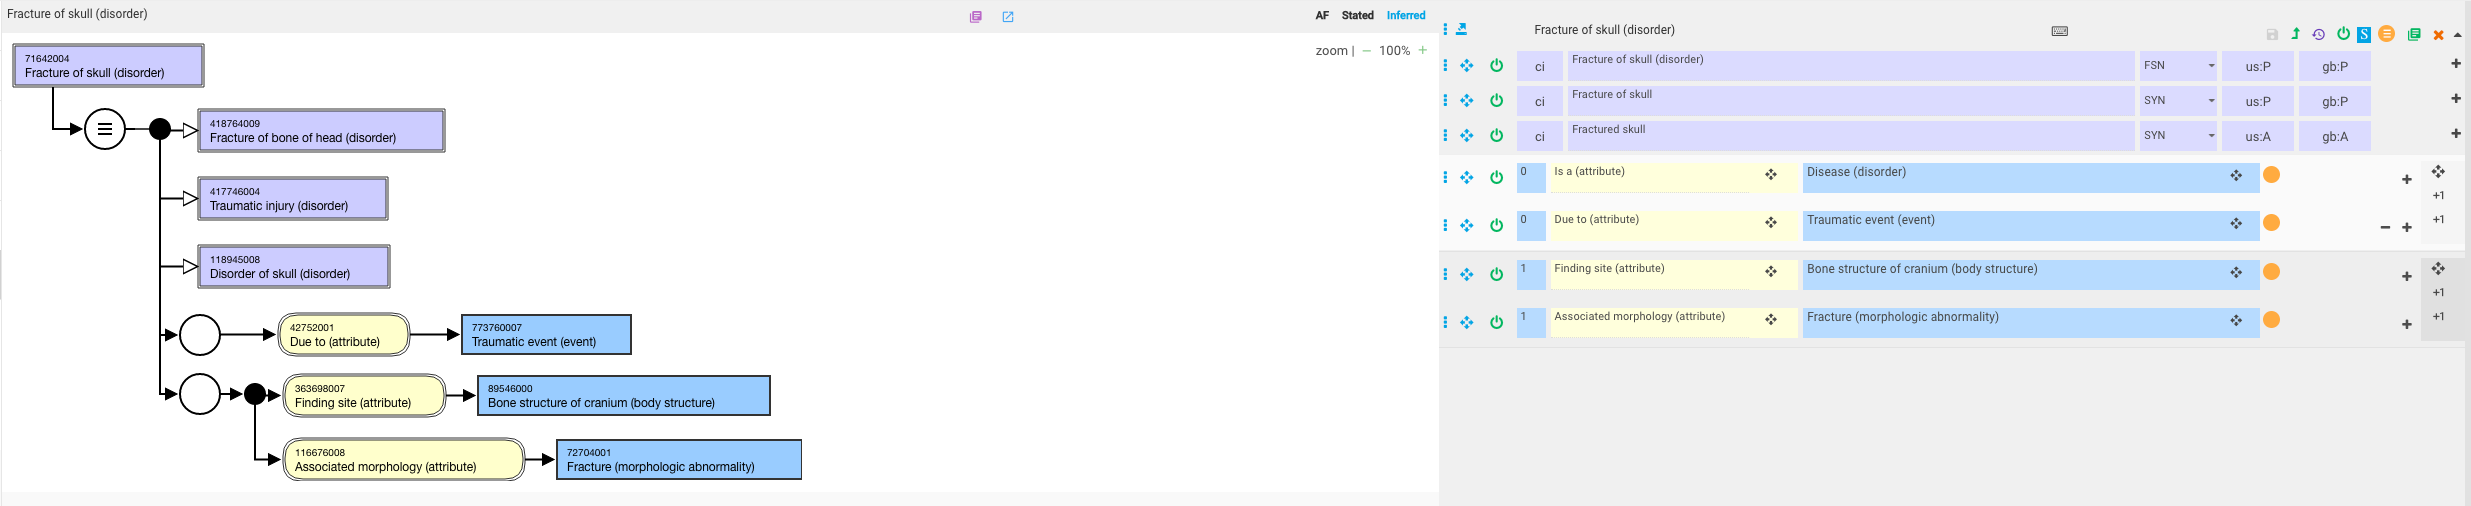 Fracture of skull (disorder)
AF Stated Inferred
zoom | − 100% +
71642004
Fracture of skull (disorder)
418764009
Fracture of bone of head (disorder)
417746004
Traumatic injury (disorder)
118945008
Disorder of skull (disorder)
42752001
Due to (attribute)
773760007
Traumatic event (event)
363698007
Finding site (attribute)
89546000
Bone structure of cranium (body structure)
116676008
Associated morphology (attribute)
72704001
Fracture (morphologic abnormality)
Fracture of skull (disorder)
S
ci Fracture of skull (disorder) FSN us:P gb:P +
ci Fracture of skull SYN us:P gb:P +
ci Fractured skull SYN us:A gb:A +
0 Is a (attribute) Disease (disorder) +
+1
0 Due to (attribute) Traumatic event (event) − +
+1
1 Finding site (attribute) Bone structure of cranium (body structure) +
+1
1 Associated morphology (attribute) Fracture (morphologic abnormality) +
+1